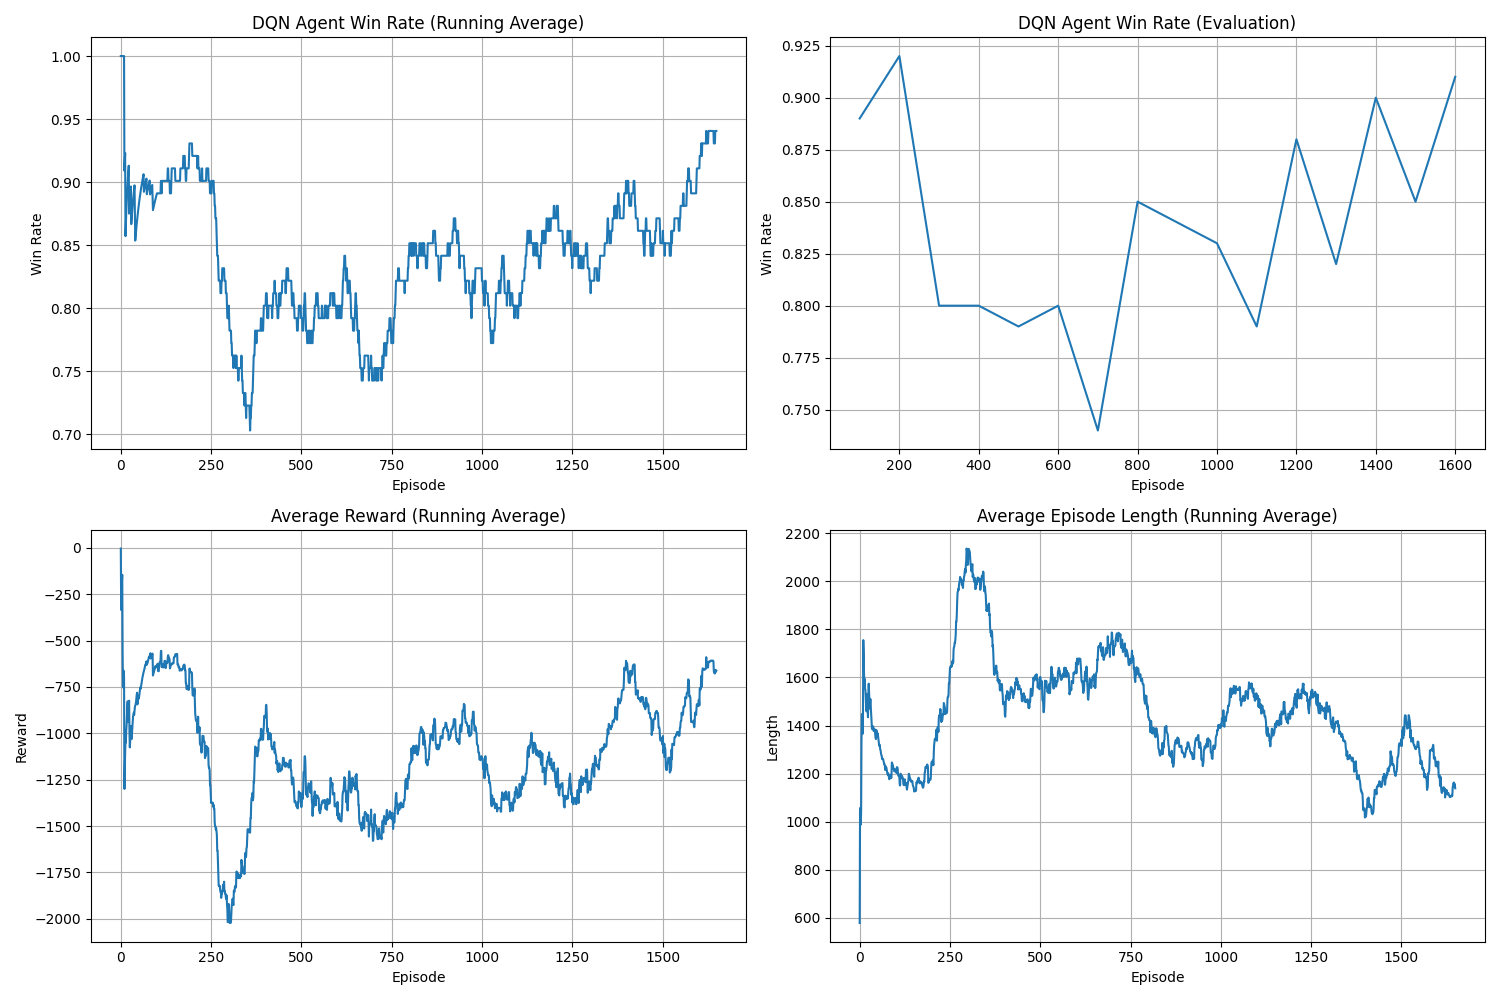 DQN Agent Win Rate (Running Average)
1.00
0.95
0.90
0.85
0.80
0.75
0.70
Win Rate
0 250 500 750 1000 1250 1500
Episode
DQN Agent Win Rate (Evaluation)
0.925
0.900
0.875
0.850
0.825
0.800
0.775
0.750
Win Rate
200 400 600 800 1000 1200 1400 1600
Episode
Average Reward (Running Average)
0
−250
−500
−750
−1000
−1250
−1500
−1750
−2000
Reward
0 250 500 750 1000 1250 1500
Episode
Average Episode Length (Running Average)
2200
2000
1800
1600
1400
1200
1000
800
600
Length
0 250 500 750 1000 1250 1500
Episode